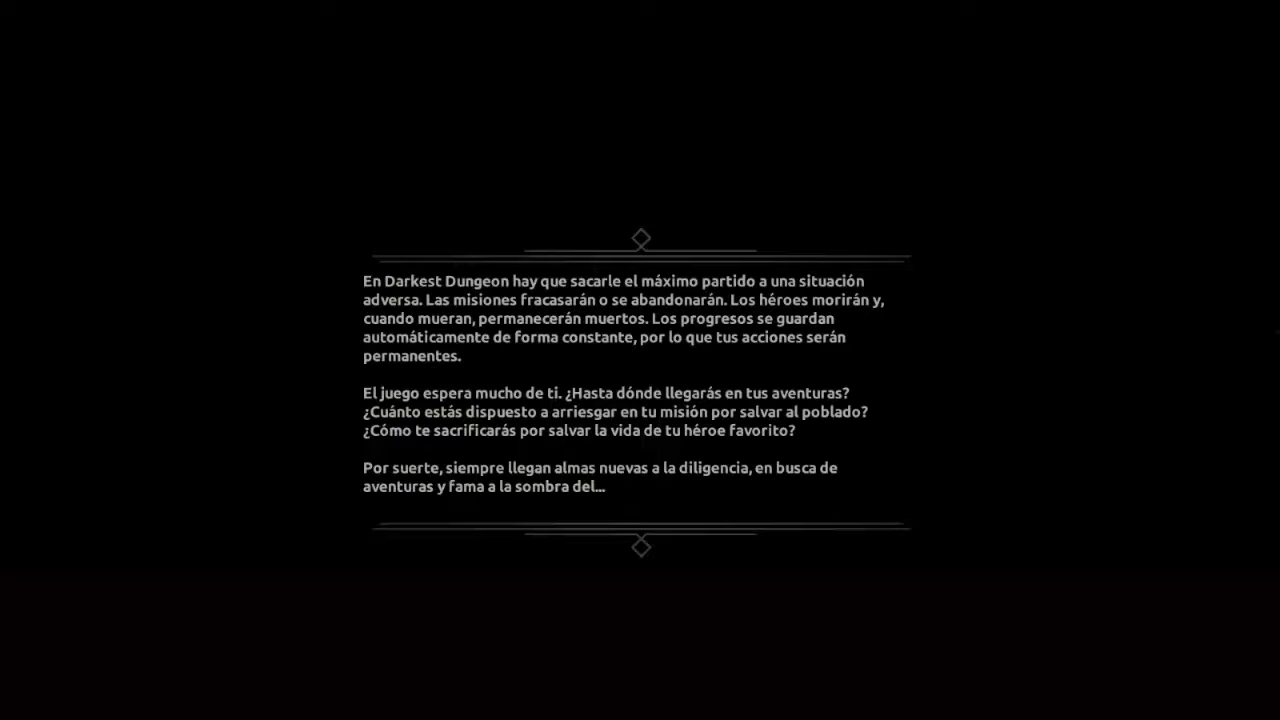 En Darkest Dungeon hay que sacarle el máximo partido a una situación
adversa. Las misiones fracasarán o se abandonarán. Los héroes morirán y,
cuando mueran, permanecerán muertos. Los progresos se guardan
automáticamente de forma constante, por lo que tus acciones serán
permanentes.
El juego espera mucho de ti. ¿Hasta dónde llegarás en tus aventuras?
¿Cuánto estás dispuesto a arriesgar en tu misión por salvar al poblado?
¿Cómo te sacrificarás por salvar la vida de tu héroe favorito?
Por suerte, siempre llegan almas nuevas a la diligencia, en busca de
aventuras y fama a la sombra del...